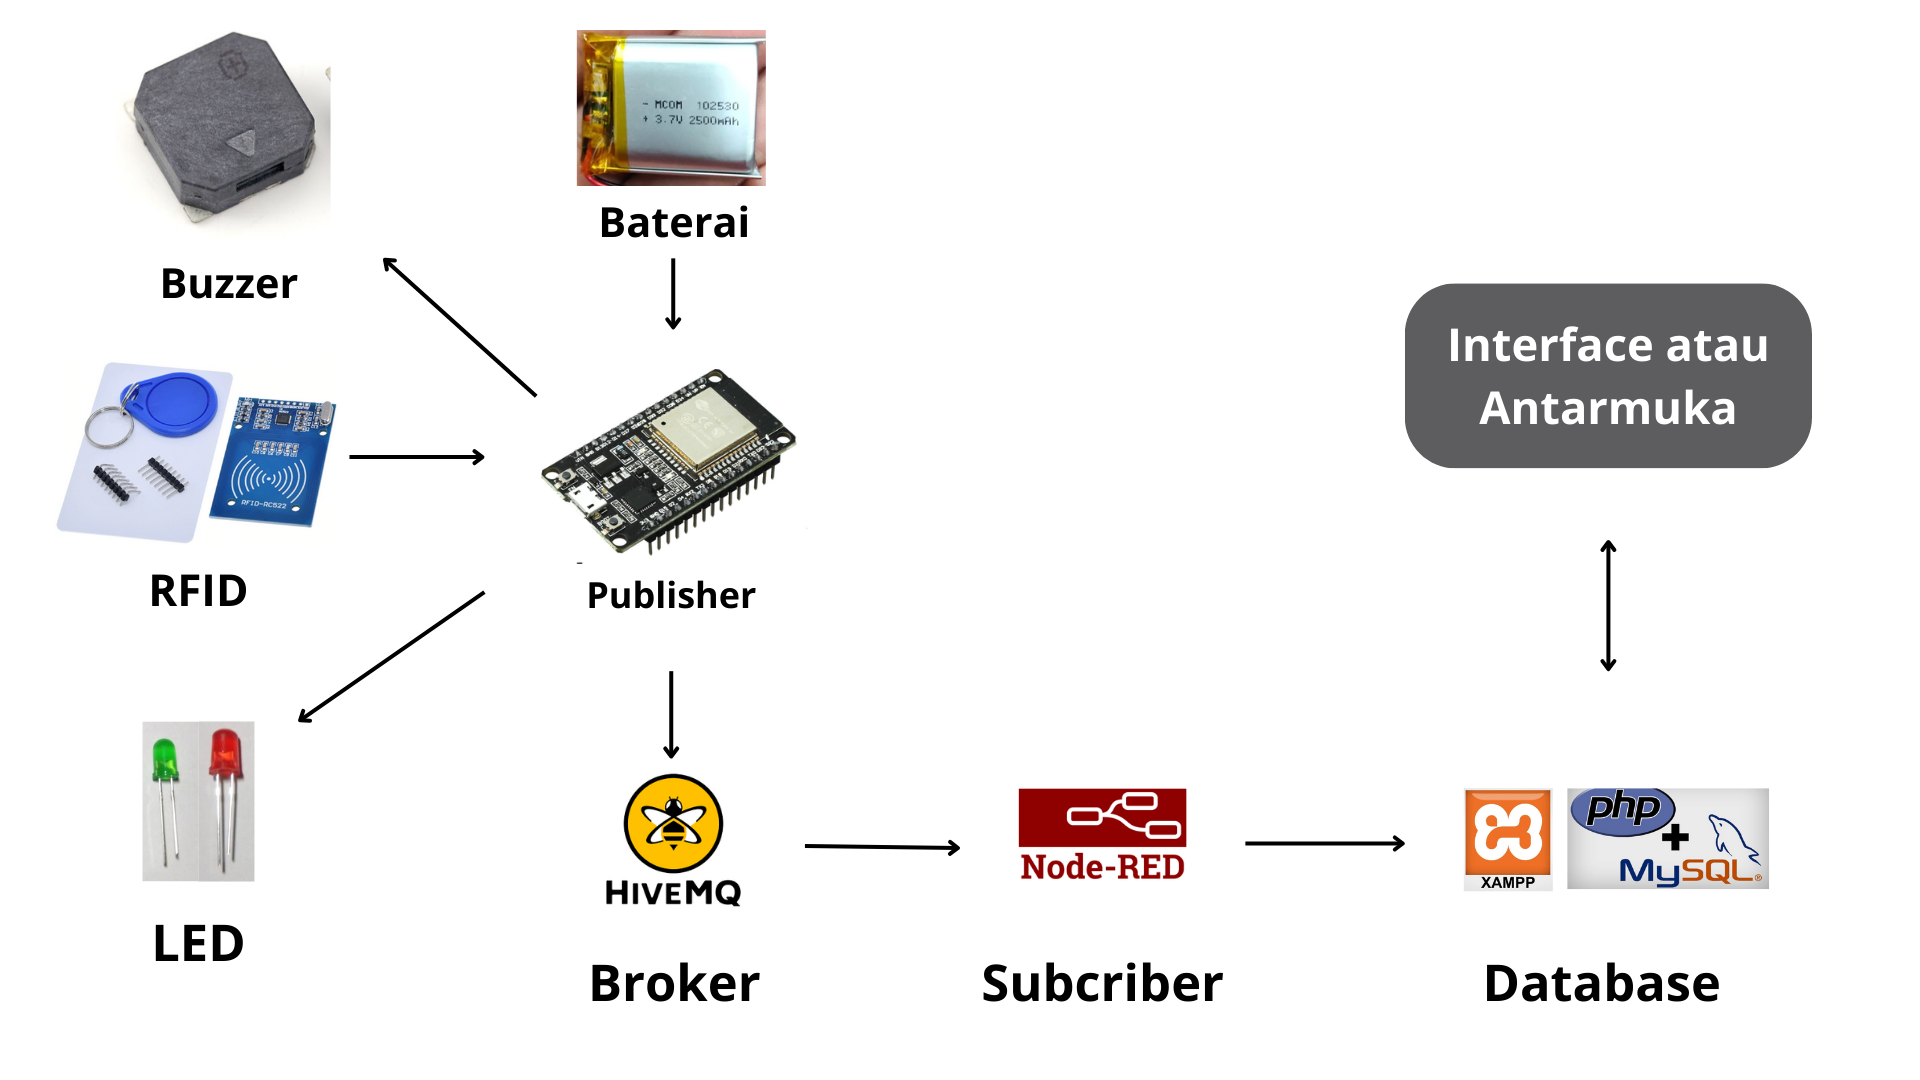 - MCOM 102530
+ 3.7V 2500mAh
Baterai
Buzzer
Interface atau
Antarmuka
RFID-RC522
RFID
Publisher
HIVEMQ
Node-RED
XAMPP
php
+
MySQL®
LED
Broker
Subcriber
Database